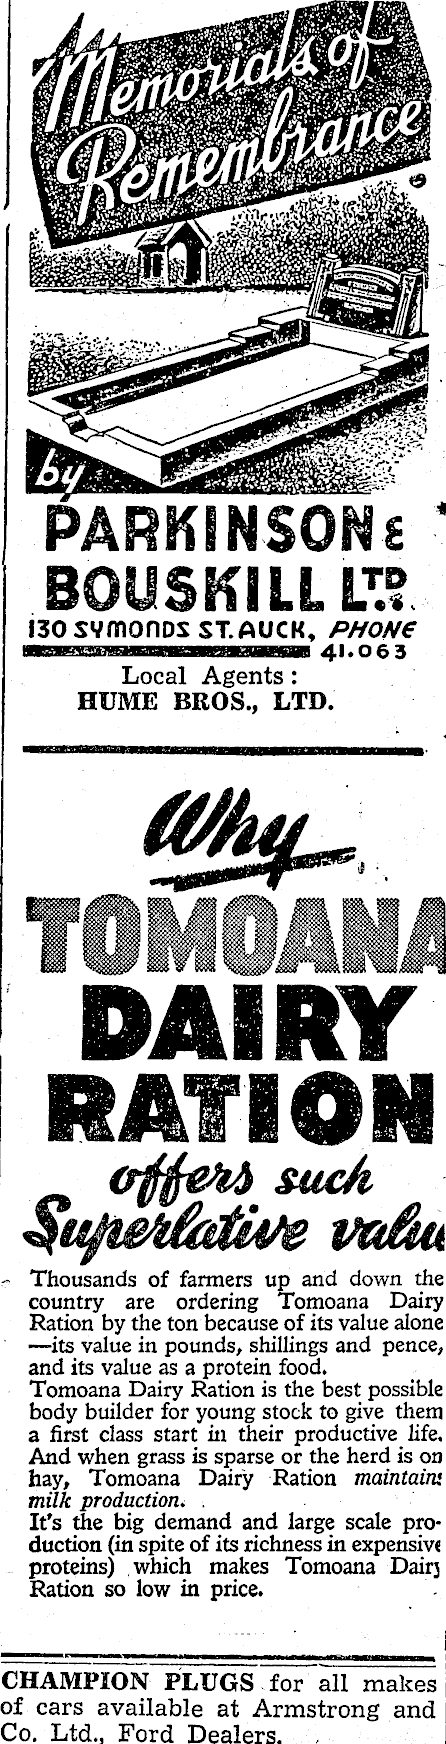 Memorials of
Remembrance
by
PARKINSON &
BOUSKILL LTD.
130 SYMONDS ST. AUCK, PHONE
41.063
Local Agents :
HUME BROS., LTD.
Why
TOMOANA
DAIRY
RATION
offers such
Superlative value
Thousands of farmers up and down the
country are ordering Tomoana Dairy
Ration by the ton because of its value alone
—its value in pounds, shillings and pence,
and its value as a protein food.
Tomoana Dairy Ration is the best possible
body builder for young stock to give them
a first class start in their productive life.
And when grass is sparse or the herd is on
hay, Tomoana Dairy Ration maintains
milk production.
It's the big demand and large scale pro-
duction (in spite of its richness in expensive
proteins) which makes Tomoana Dairy
Ration so low in price.
CHAMPION PLUGS for all makes
of cars available at Armstrong and
Co. Ltd., Ford Dealers.